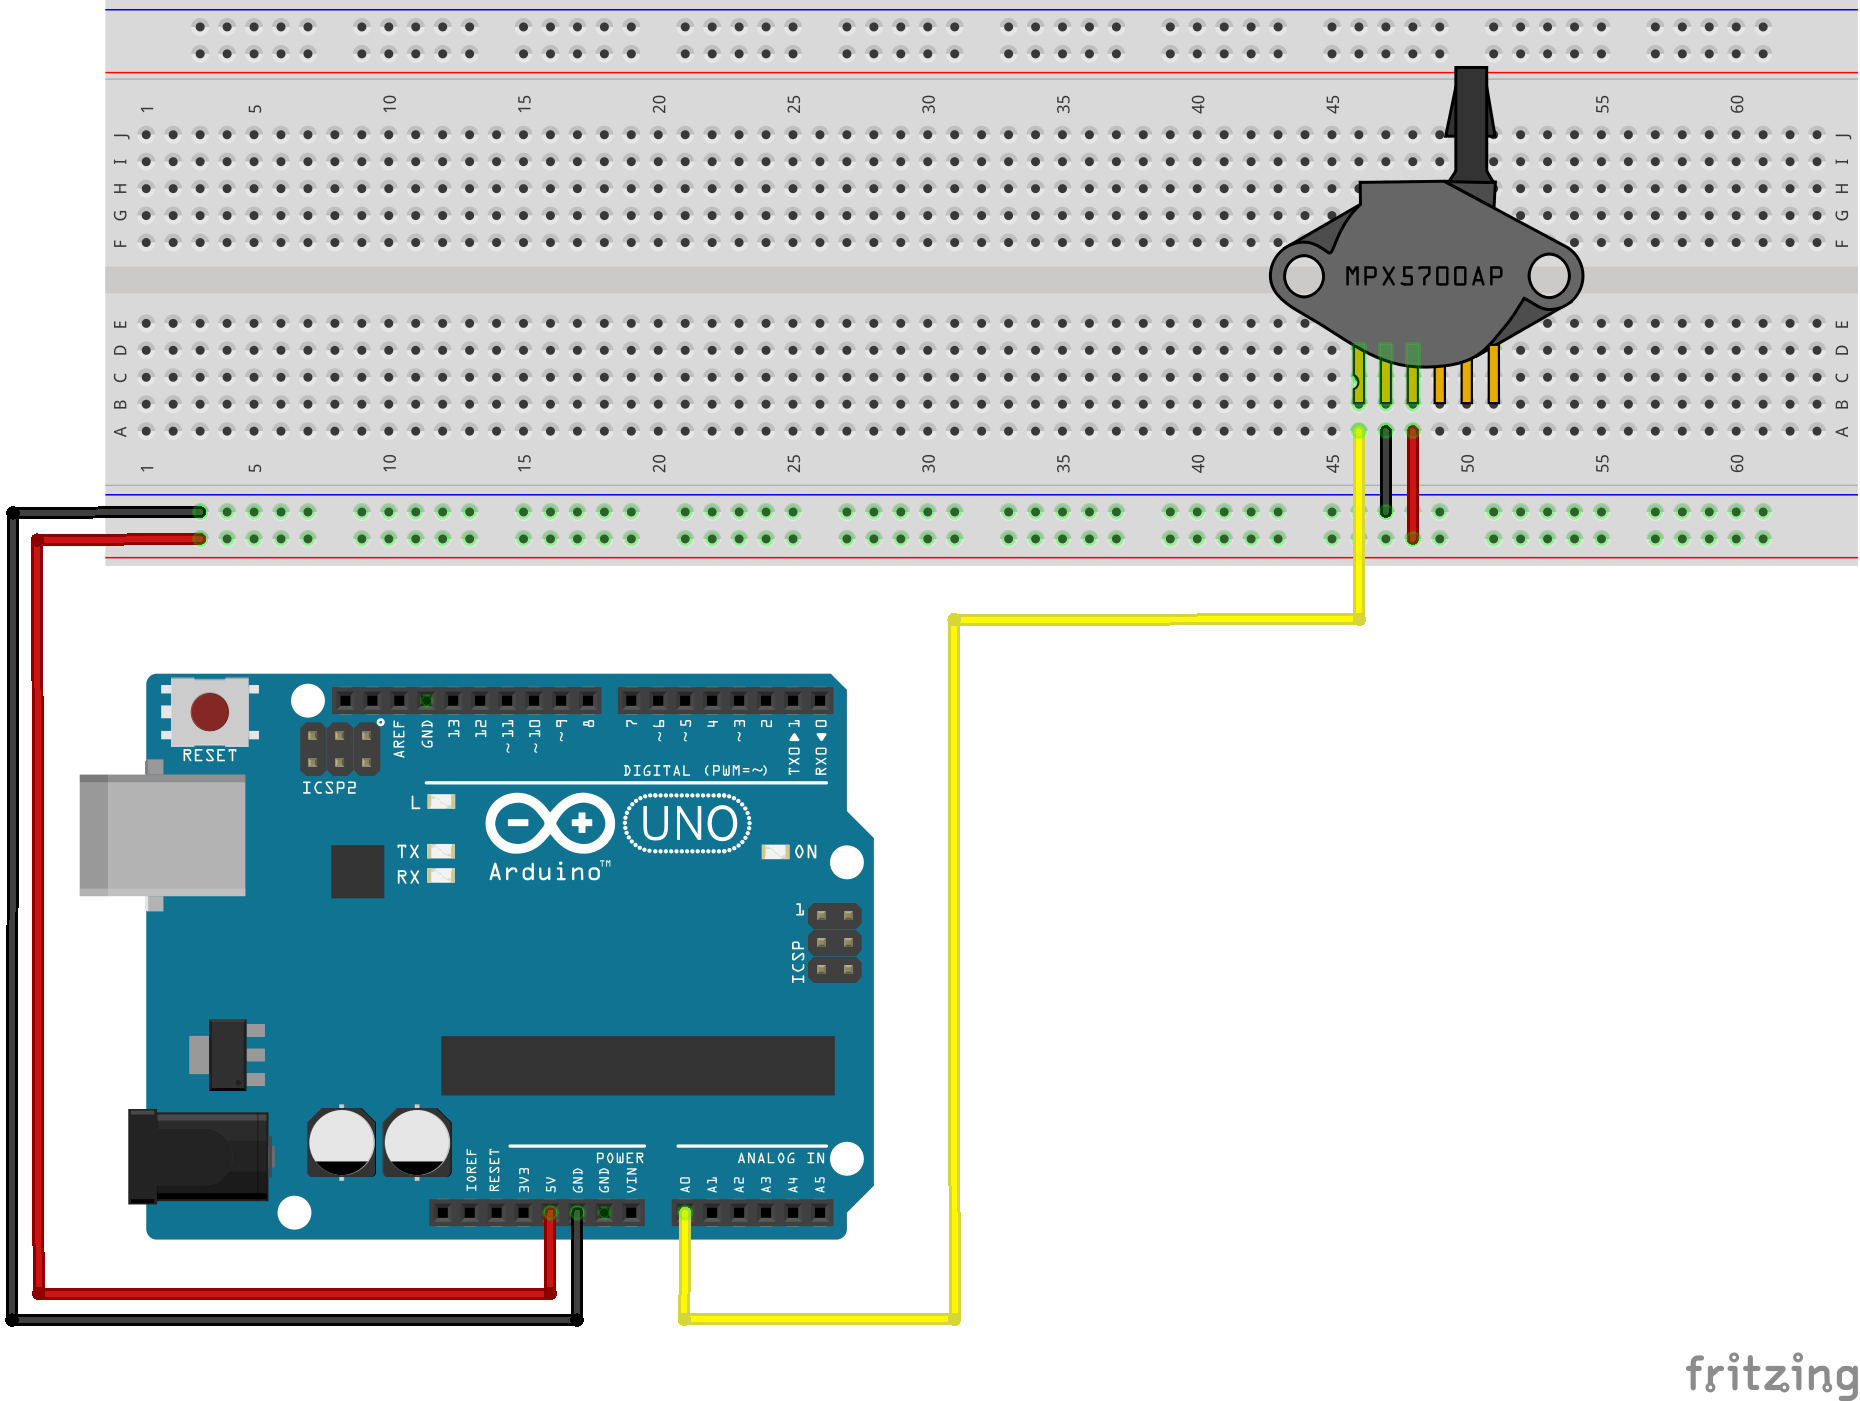 1 5 10 15 20 25 30 35 40 45 55 60
J J
I I
H H
G G
F F
MPX5700AP
E E
D D
C C
B B
A A
1 5 10 15 20 25 30 35 40 45 50 55 60
AREF GND 13 12 ~11 ~10 ~9 8 7 ~6 ~5 4 ~3 2 TX0▶1 RX0◀0
RESET
DIGITAL (PWM=~)
ICSP2
L
UNO
TX
ON
RX
Arduino™
1
ICSP
POWER
ANALOG IN
IOREF RESET 3V3 5V GND GND VIN A0 A1 A2 A3 A4 A5
fritzing